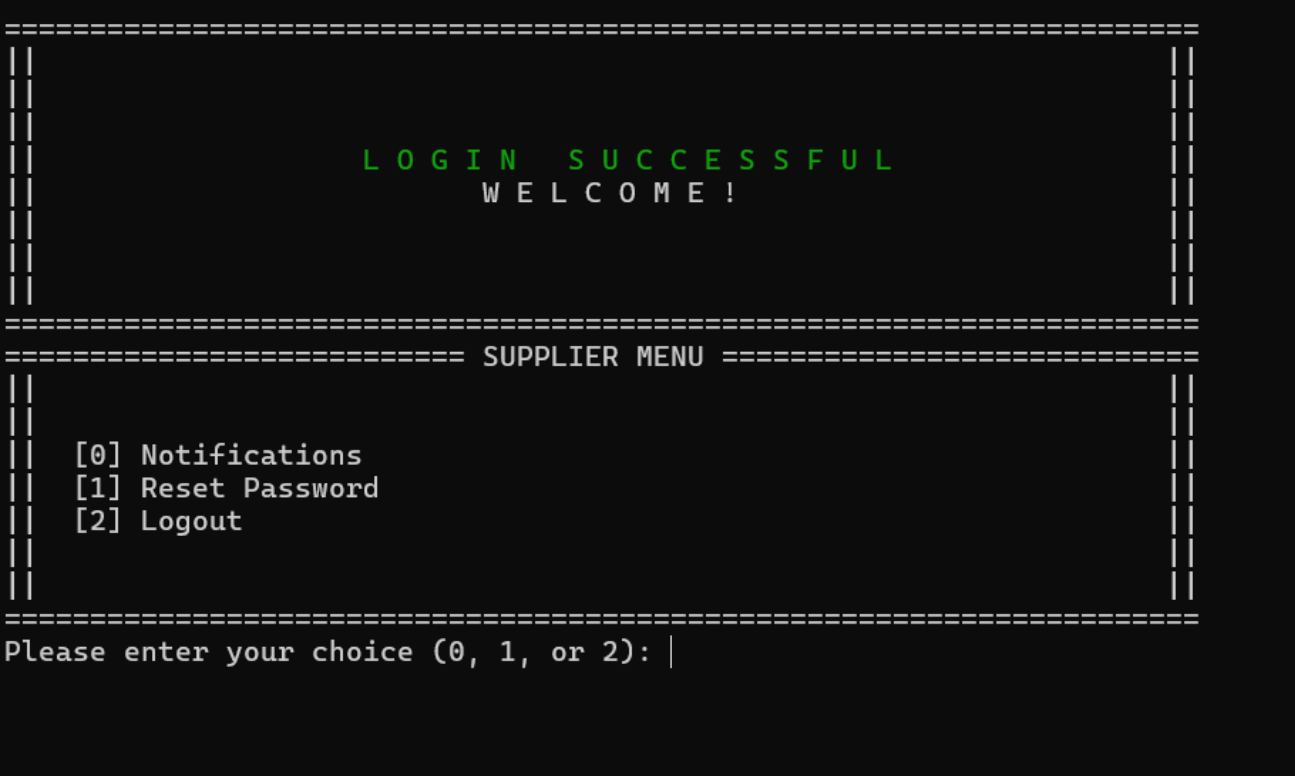 ======================================================================
||                                                                  ||
||                                                                  ||
||                                                                  ||
||                   L O G I N   S U C C E S S F U L                ||
||                          W E L C O M E !                         ||
||                                                                  ||
||                                                                  ||
||                                                                  ||
======================================================================
=========================== SUPPLIER MENU ============================
||                                                                  ||
||                                                                  ||
||  [0] Notifications                                               ||
||  [1] Reset Password                                              ||
||  [2] Logout                                                      ||
||                                                                  ||
||                                                                  ||
======================================================================
Please enter your choice (0, 1, or 2):